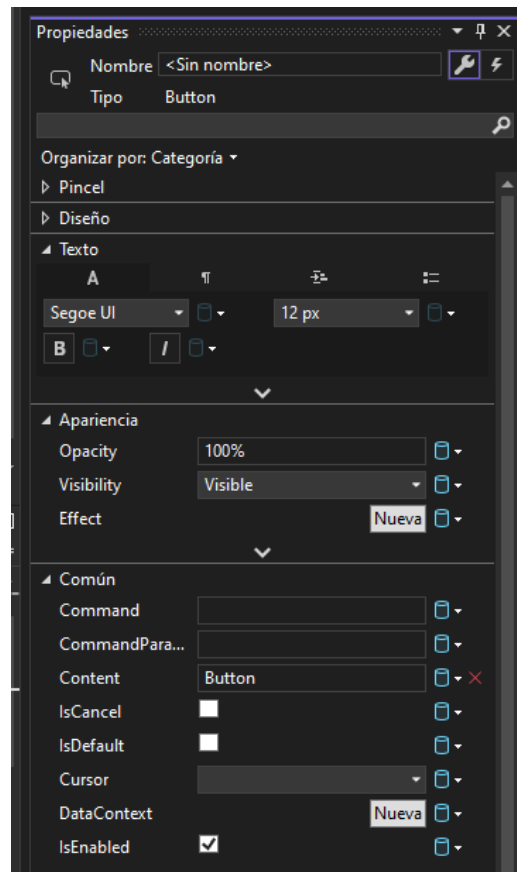 Propiedades
Nombre <Sin nombre>
Tipo Button
Organizar por: Categoría
Pincel
Diseño
Texto
A ¶
Segoe UI 12 px
B I
Apariencia
Opacity 100%
Visibility Visible
Effect Nueva
Común
Command
CommandPara...
Content Button
IsCancel
IsDefault
Cursor
DataContext Nueva
IsEnabled